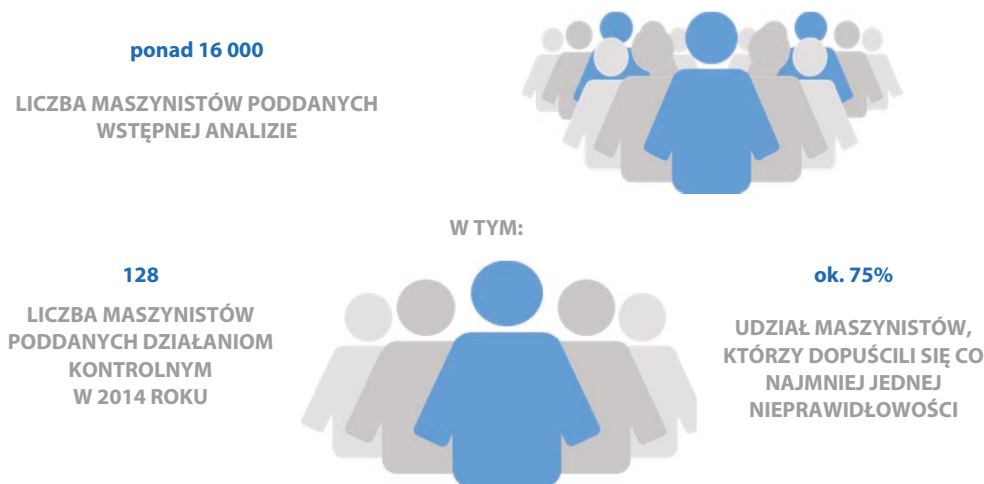 ponad 16 000
LICZBA MASZYNISTÓW PODDANYCH
WSTĘPNEJ ANALIZIE
W TYM:
128
LICZBA MASZYNISTÓW
PODDANYCH DZIAŁANIOM
KONTROLNYM
W 2014 ROKU
ok. 75%
UDZIAŁ MASZYNISTÓW,
KTÓRZY DOPUŚCILI SIĘ CO
NAJMNIEJ JEDNEJ
NIEPRAWIDŁOWOŚCI